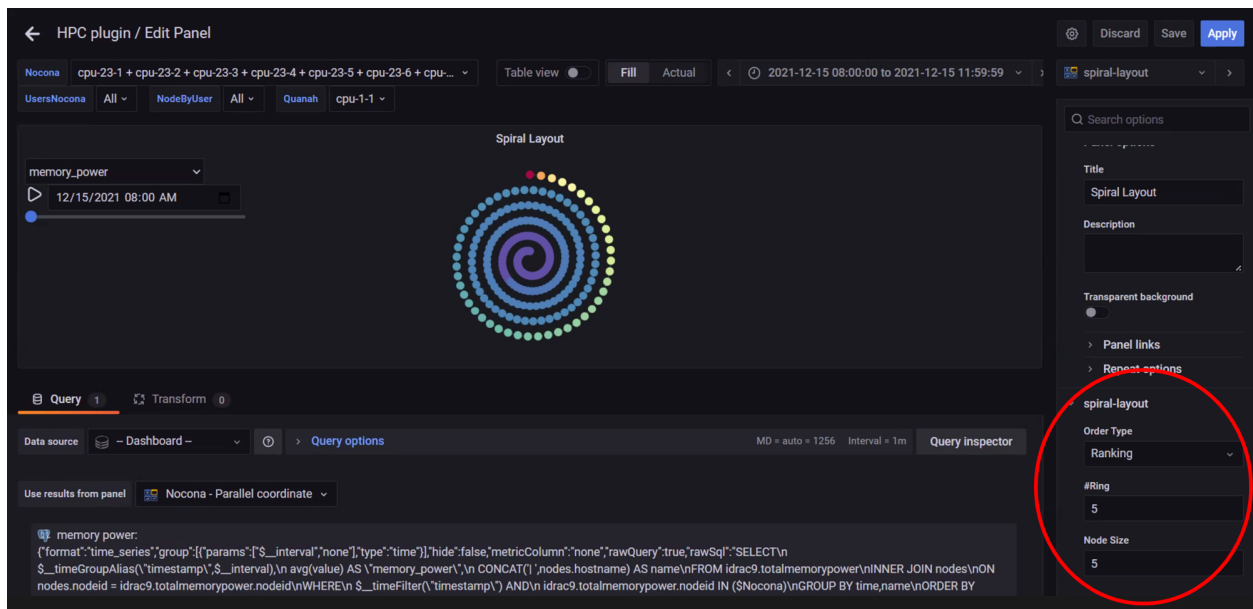 HPC plugin / Edit Panel
Discard
Save
Apply
Nocona
cpu-23-1 + cpu-23-2 + cpu-23-3 + cpu-23-4 + cpu-23-5 + cpu-23-6 + cpu-...
Table view
Fill
Actual
2021-12-15 08:00:00 to 2021-12-15 11:59:59
spiral-layout
UsersNocona
All
NodeByUser
All
Quanah
cpu-1-1
Search options
Spiral Layout
memory_power
12/15/2021 08:00 AM
Title
Spiral Layout
Description
Transparent background
Panel links
Repeat options
spiral-layout
Order Type
Ranking
#Ring
5
Node Size
5
Query 1
Transform 0
Data source
-- Dashboard --
Query options
MD = auto = 1256 Interval = 1m
Query inspector
Use results from panel
Nocona - Parallel coordinate
memory power:
{"format":"time_series","group":[{"params":["$__interval","none"],"type":"time"}],"hide":false,"metricColumn":"none","rawQuery":true,"rawSql":"SELECT\n
$__timeGroupAlias(\"timestamp\",$__interval),\n avg(value) AS \"memory_power\",\n CONCAT('| ',nodes.hostname) AS name\nFROM idrac9.totalmemorypower\nINNER JOIN nodes\nON
nodes.nodeid = idrac9.totalmemorypower.nodeid\nWHERE\n $__timeFilter(\"timestamp\") AND\n idrac9.totalmemorypower.nodeid IN ($Nocona)\nGROUP BY time,name\nORDER BY